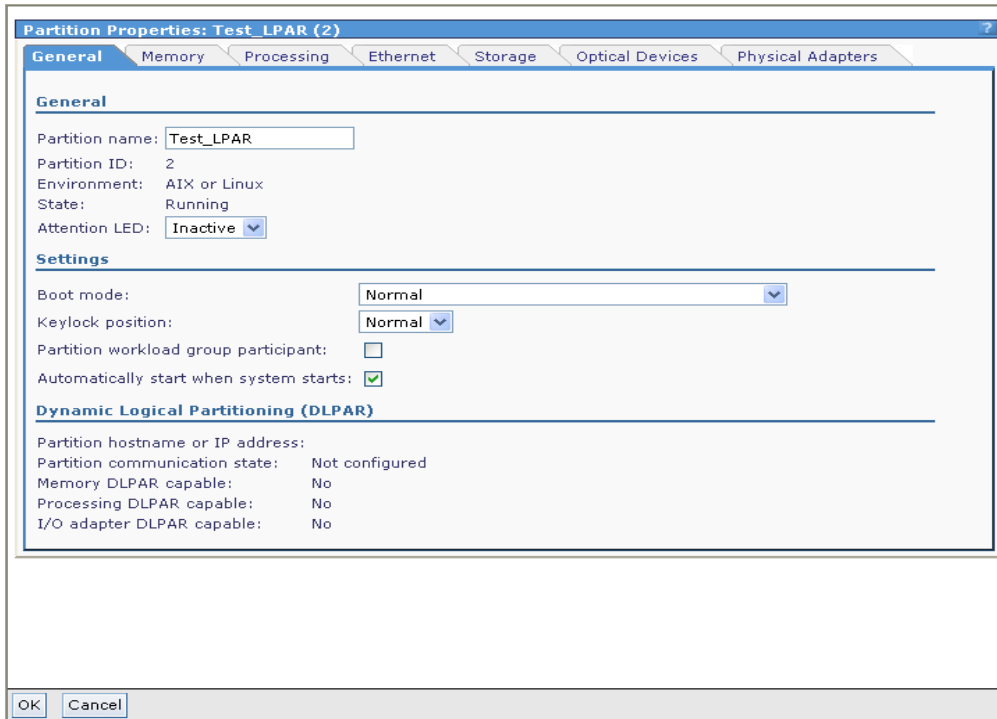 Partition Properties: Test_LPAR (2) ?
General Memory Processing Ethernet Storage Optical Devices Physical Adapters
General
Partition name: Test_LPAR
Partition ID: 2
Environment: AIX or Linux
State: Running
Attention LED: Inactive
Settings
Boot mode: Normal
Keylock position: Normal
Partition workload group participant:
Automatically start when system starts:
Dynamic Logical Partitioning (DLPAR)
Partition hostname or IP address:
Partition communication state: Not configured
Memory DLPAR capable: No
Processing DLPAR capable: No
I/O adapter DLPAR capable: No
OK Cancel